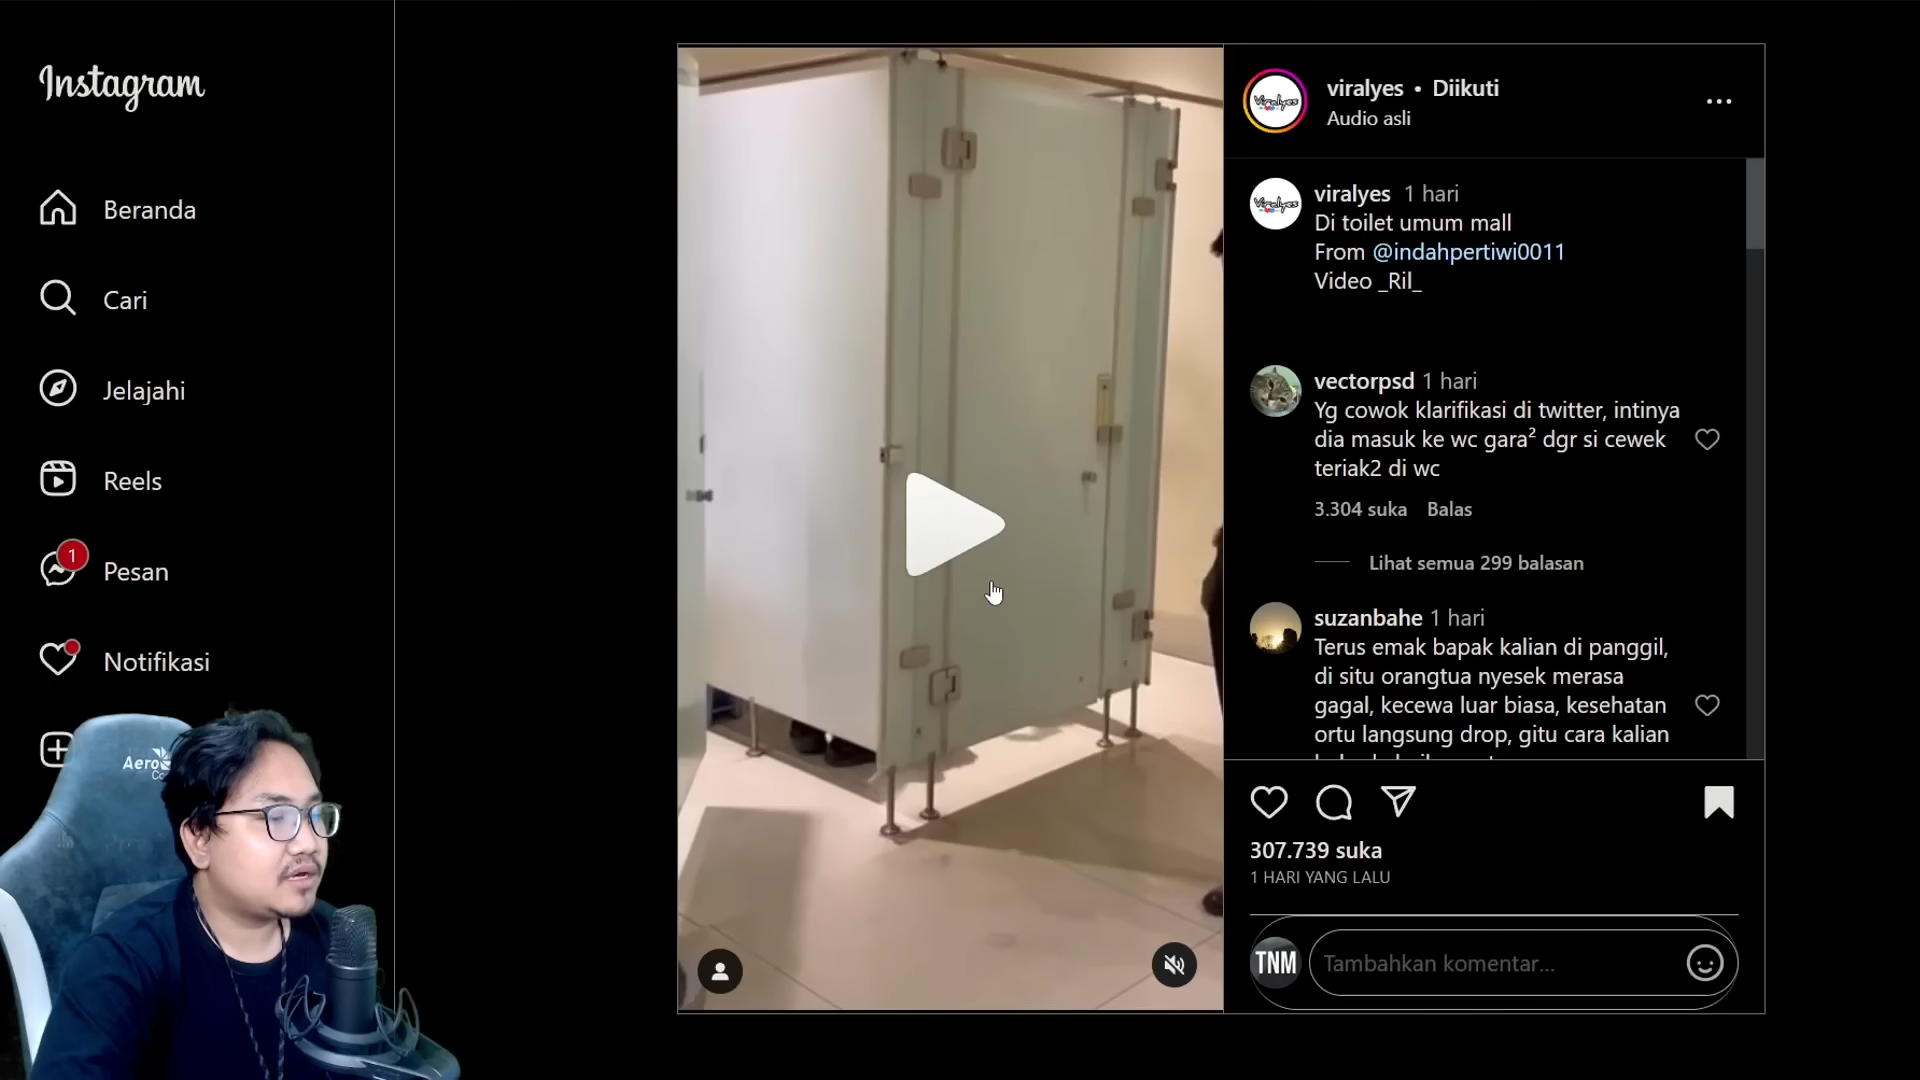 Instagram
Beranda
Cari
Jelajahi
Reels
1
Pesan
Notifikasi
Aero
viralyes • Diikuti
Audio asli
viralyes 1 hari
Di toilet umum mall
From @indahpertiwi0011
Video _Ril_
vectorpsd 1 hari
Yg cowok klarifikasi di twitter, intinya
dia masuk ke wc gara² dgr si cewek
teriak2 di wc
3.304 suka Balas
Lihat semua 299 balasan
suzanbahe 1 hari
Terus emak bapak kalian di panggil,
di situ orangtua nyesek merasa
gagal, kecewa luar biasa, kesehatan
ortu langsung drop, gitu cara kalian
307.739 suka
1 HARI YANG LALU
TNM
Tambahkan komentar...